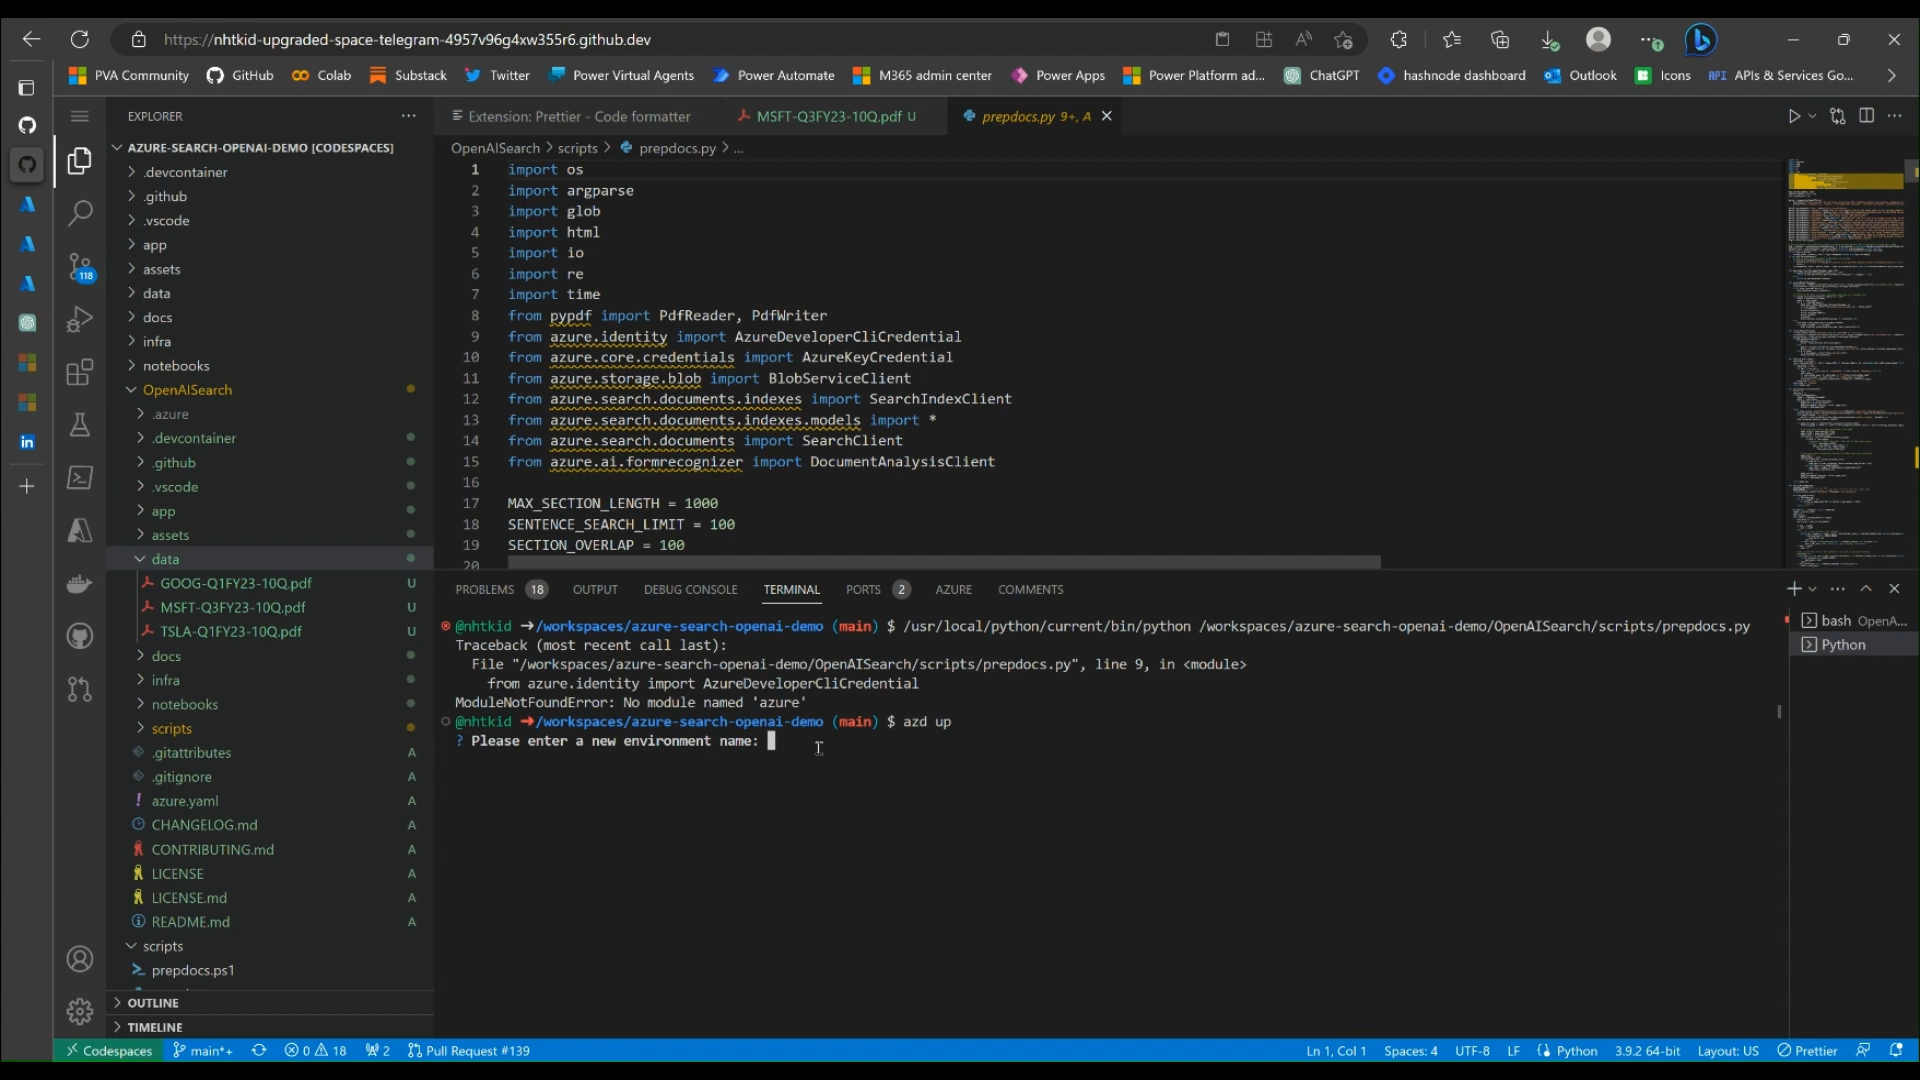 https://nhtkid-upgraded-space-telegram-4957v96g4xw355r6.github.dev
PVA Community GitHub Colab Substack Twitter Power Virtual Agents Power Automate M365 admin center Power Apps Power Platform ad... ChatGPT hashnode dashboard Outlook Icons API APIs & Services Go...
EXPLORER
Extension: Prettier - Code formatter MSFT-Q3FY23-10Q.pdf U prepdocs.py 9+, A
AZURE-SEARCH-OPENAI-DEMO [CODESPACES]
.devcontainer
.github
.vscode
app
assets
data
docs
infra
notebooks
OpenAISearch
.azure
.devcontainer
.github
.vscode
app
assets
data
GOOG-Q1FY23-10Q.pdf U
MSFT-Q3FY23-10Q.pdf U
TSLA-Q1FY23-10Q.pdf U
docs
infra
notebooks
scripts
.gitattributes A
.gitignore A
! azure.yaml A
CHANGELOG.md A
CONTRIBUTING.md A
LICENSE A
LICENSE.md A
README.md A
scripts
prepdocs.ps1
OUTLINE
TIMELINE
118
in
OpenAISearch > scripts > prepdocs.py > ...
1 import os
2 import argparse
3 import glob
4 import html
5 import io
6 import re
7 import time
8 from pypdf import PdfReader, PdfWriter
9 from azure.identity import AzureDeveloperCliCredential
10 from azure.core.credentials import AzureKeyCredential
11 from azure.storage.blob import BlobServiceClient
12 from azure.search.documents.indexes import SearchIndexClient
13 from azure.search.documents.indexes.models import *
14 from azure.search.documents import SearchClient
15 from azure.ai.formrecognizer import DocumentAnalysisClient
16
17 MAX_SECTION_LENGTH = 1000
18 SENTENCE_SEARCH_LIMIT = 100
19 SECTION_OVERLAP = 100
20
PROBLEMS 18 OUTPUT DEBUG CONSOLE TERMINAL PORTS 2 AZURE COMMENTS
@nhtkid ➜/workspaces/azure-search-openai-demo (main) $ /usr/local/python/current/bin/python /workspaces/azure-search-openai-demo/OpenAISearch/scripts/prepdocs.py
Traceback (most recent call last):
File "/workspaces/azure-search-openai-demo/OpenAISearch/scripts/prepdocs.py", line 9, in <module>
from azure.identity import AzureDeveloperCliCredential
ModuleNotFoundError: No module named 'azure'
@nhtkid ➜/workspaces/azure-search-openai-demo (main) $ azd up
? Please enter a new environment name:
bash OpenA...
Python
Codespaces main*+ 0 18 2 Pull Request #139 Ln 1, Col 1 Spaces: 4 UTF-8 LF Python 3.9.2 64-bit Layout: US Prettier